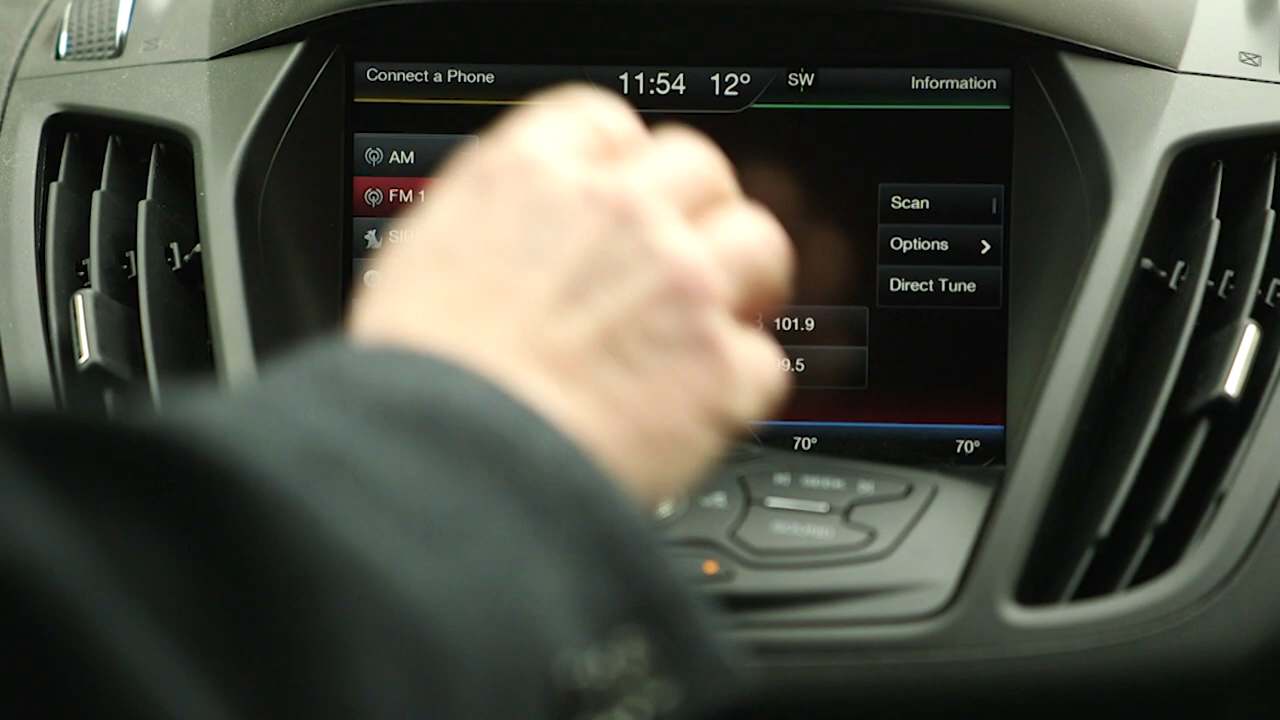 Connect a Phone
11:54 12° SW
Information
AM
FM 1
Scan
Options
Direct Tune
101.9
9.5
70° 70°